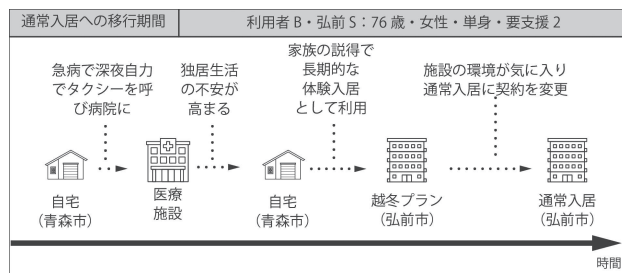 通常入居への移行期間
利用者 B・弘前 S：76 歳・女性・単身・要支援 2
急病で深夜自力
でタクシーを呼
び病院に
独居生活
の不安が
高まる
家族の説得で
長期的な
体験入居
として利用
施設の環境が気に入り
通常入居に契約を変更
自宅
（青森市）
医療
施設
自宅
（青森市）
越冬プラン
（弘前市）
通常入居
（弘前市）
時間